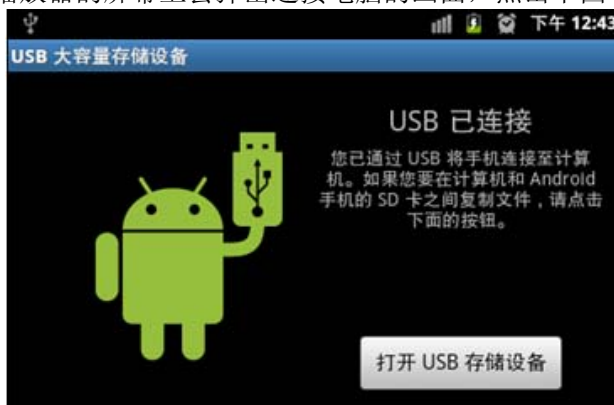 下午 12:43
USB 大容量存储设备
USB 已连接
您已通过 USB 将手机连接至计算
机。如果您要在计算机和 Android
手机的 SD 卡之间复制文件，请点击
下面的按钮。
打开 USB 存储设备